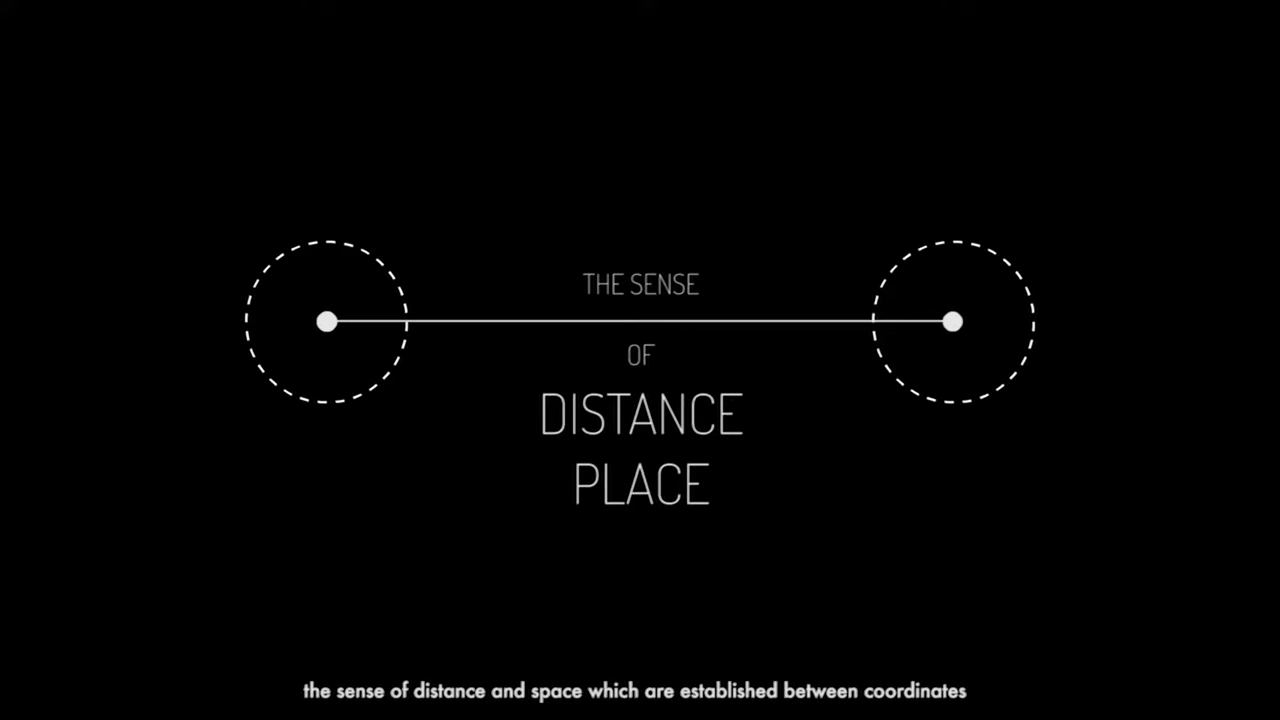 THE SENSE
OF
DISTANCE
PLACE
the sense of distance and space which are established between coordinates